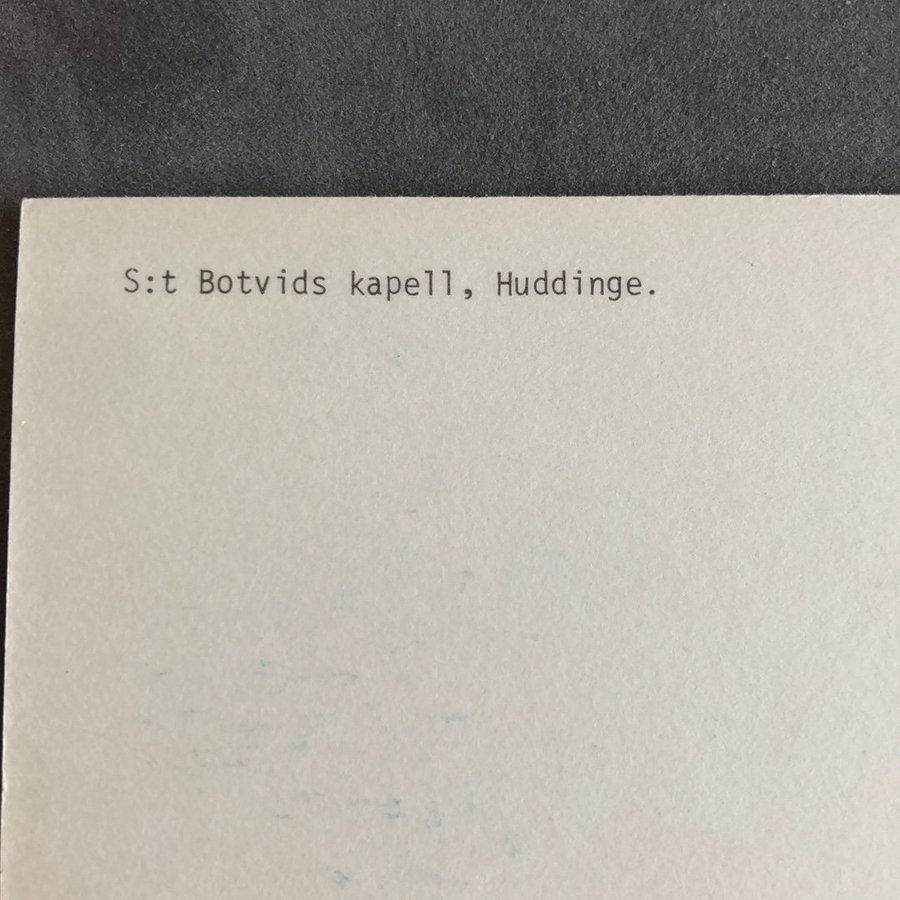 S:t Botvids kapell, Huddinge.